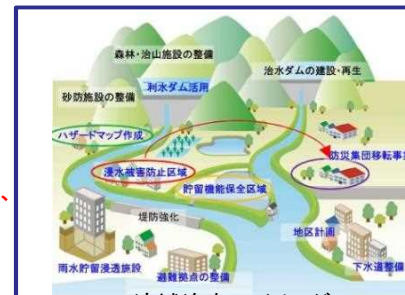 森林・治山施設の整備
治水ダムの建設・再生
利水ダム活用
砂防施設の整備
ハザードマップ作成
防災集団移転事
浸水被害防止区域
貯留機能保全区域
、
堤防強化
地区計画
雨水貯留浸透施設
下水道整備
避難拠点の整備